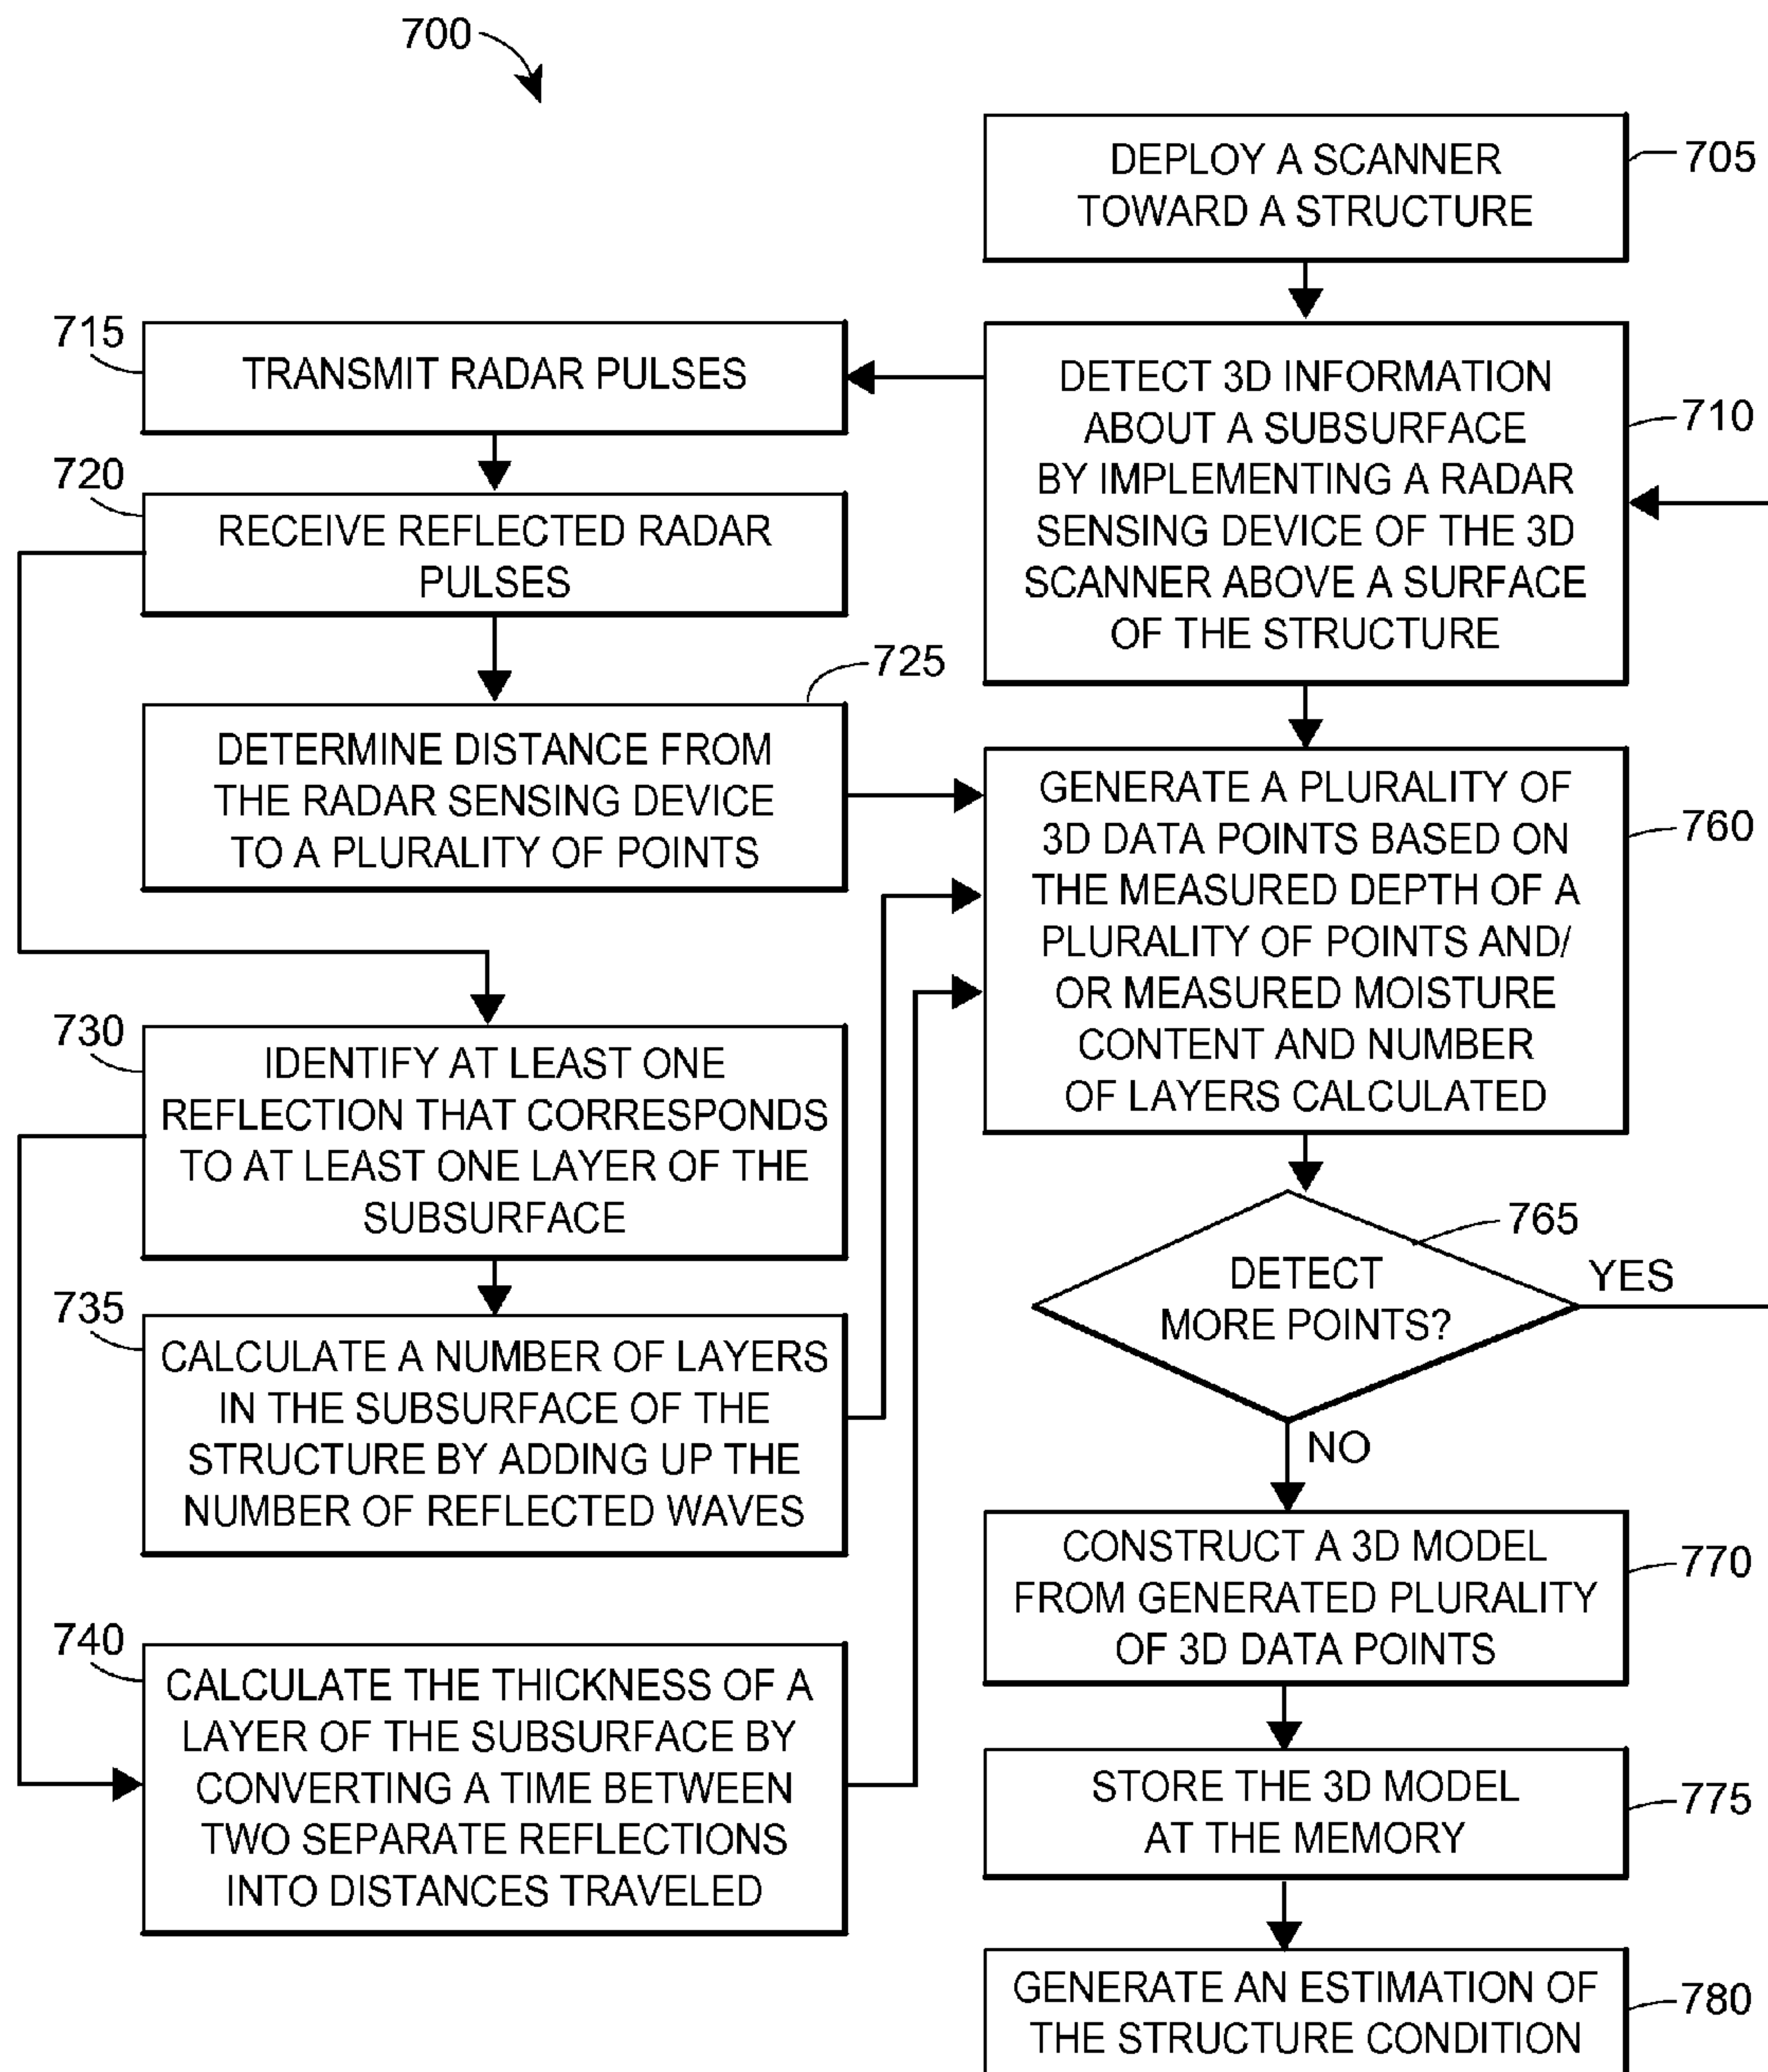 700
DEPLOY A SCANNER
TOWARD A STRUCTURE
705
DETECT 3D INFORMATION
ABOUT A SUBSURFACE
BY IMPLEMENTING A RADAR
SENSING DEVICE OF THE 3D
SCANNER ABOVE A SURFACE
OF THE STRUCTURE
710
715
TRANSMIT RADAR PULSES
720
RECEIVE REFLECTED RADAR
PULSES
725
DETERMINE DISTANCE FROM
THE RADAR SENSING DEVICE
TO A PLURALITY OF POINTS
730
IDENTIFY AT LEAST ONE
REFLECTION THAT CORRESPONDS
TO AT LEAST ONE LAYER OF THE
SUBSURFACE
735
CALCULATE A NUMBER OF LAYERS
IN THE SUBSURFACE OF THE
STRUCTURE BY ADDING UP THE
NUMBER OF REFLECTED WAVES
740
CALCULATE THE THICKNESS OF A
LAYER OF THE SUBSURFACE BY
CONVERTING A TIME BETWEEN
TWO SEPARATE REFLECTIONS
INTO DISTANCES TRAVELED
GENERATE A PLURALITY OF
3D DATA POINTS BASED ON
THE MEASURED DEPTH OF A
PLURALITY OF POINTS AND/
OR MEASURED MOISTURE
CONTENT AND NUMBER
OF LAYERS CALCULATED
760
765
DETECT
MORE POINTS?
YES
NO
CONSTRUCT A 3D MODEL
FROM GENERATED PLURALITY
OF 3D DATA POINTS
770
STORE THE 3D MODEL
AT THE MEMORY
775
GENERATE AN ESTIMATION OF
THE STRUCTURE CONDITION
780